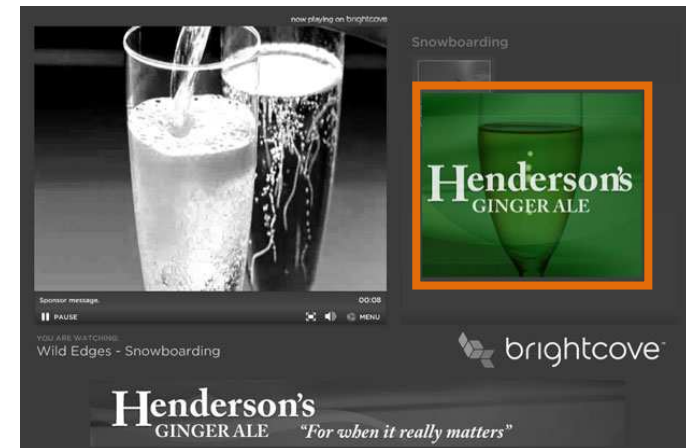 now playing on brightcove
Snowboarding
Henderson's
GINGER ALE
Sponsor message.
00:08
PAUSE
MENU
YOU ARE WATCHING:
Wild Edges - Snowboarding
brightcove
Henderson's
GINGER ALE "For when it really matters"